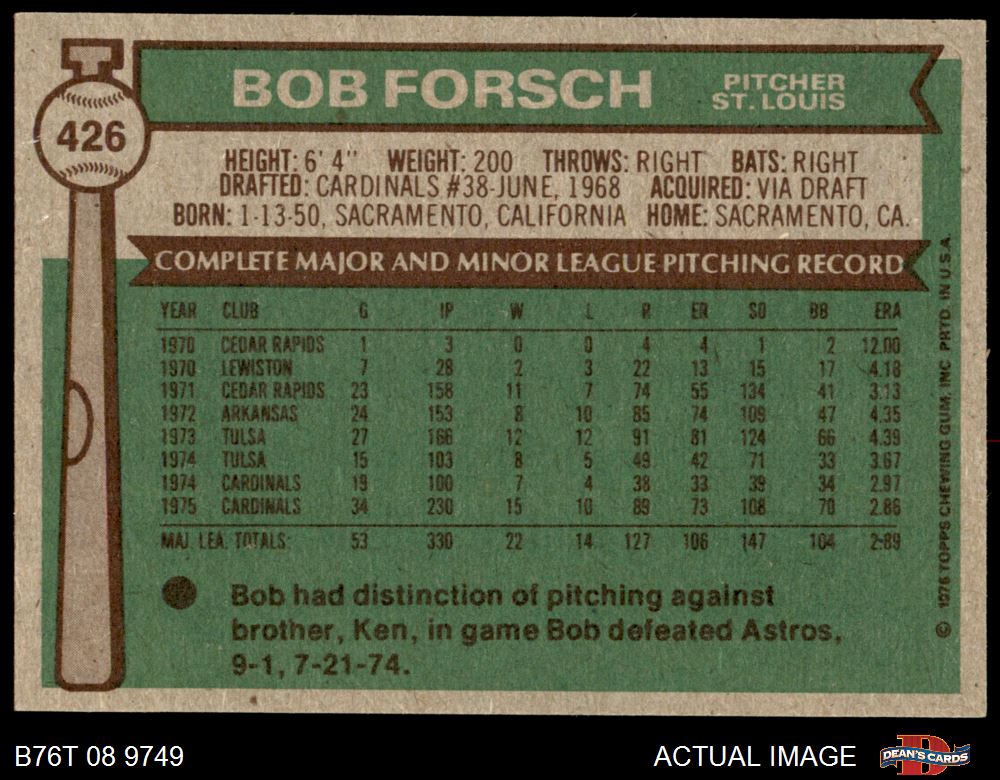 BOB FORSCH
PITCHER
ST. LOUIS
426
HEIGHT: 6' 4" WEIGHT: 200 THROWS: RIGHT BATS: RIGHT
DRAFTED: CARDINALS #38-JUNE, 1968 ACQUIRED: VIA DRAFT
BORN: 1-13-50, SACRAMENTO, CALIFORNIA HOME: SACRAMENTO, CA.
COMPLETE MAJOR AND MINOR LEAGUE PITCHING RECORD
YEAR CLUB G IP W L R ER SO BB ERA
1970 CEDAR RAPIDS 1 3 0 0 4 4 1 2 12.00
1970 LEWISTON 7 28 2 3 22 13 15 17 4.18
1971 CEDAR RAPIDS 23 158 11 7 74 55 134 41 3.13
1972 ARKANSAS 24 153 8 10 85 74 109 47 4.35
1973 TULSA 27 166 12 12 91 81 124 66 4.39
1974 TULSA 15 103 8 5 49 42 71 33 3.67
1974 CARDINALS 19 100 7 4 38 33 39 34 2.97
1975 CARDINALS 34 230 15 10 89 73 108 70 2.86
MAJ. LEA. TOTALS: 53 330 22 14 127 106 147 104 2.89
Bob had distinction of pitching against
brother, Ken, in game Bob defeated Astros,
9-1, 7-21-74.
© 1976 TOPPS CHEWING GUM, INC. PRTD. IN U.S.A.
B76T 08 9749
ACTUAL IMAGE
DEAN'S CARDS